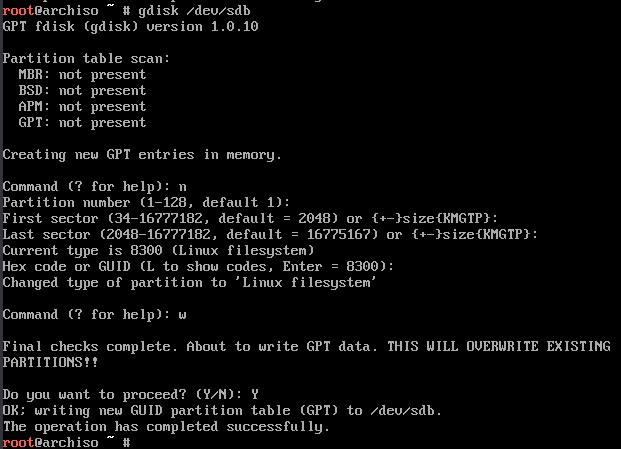 root@archiso ~ # gdisk /dev/sdb
GPT fdisk (gdisk) version 1.0.10

Partition table scan:
  MBR: not present
  BSD: not present
  APM: not present
  GPT: not present

Creating new GPT entries in memory.

Command (? for help): n
Partition number (1-128, default 1):
First sector (34-16777182, default = 2048) or {+-}size{KMGTP}:
Last sector (2048-16777182, default = 16775167) or {+-}size{KMGTP}:
Current type is 8300 (Linux filesystem)
Hex code or GUID (L to show codes, Enter = 8300):
Changed type of partition to 'Linux filesystem'

Command (? for help): w

Final checks complete. About to write GPT data. THIS WILL OVERWRITE EXISTING
PARTITIONS!!

Do you want to proceed? (Y/N): Y
OK; writing new GUID partition table (GPT) to /dev/sdb.
The operation has completed successfully.
root@archiso ~ #